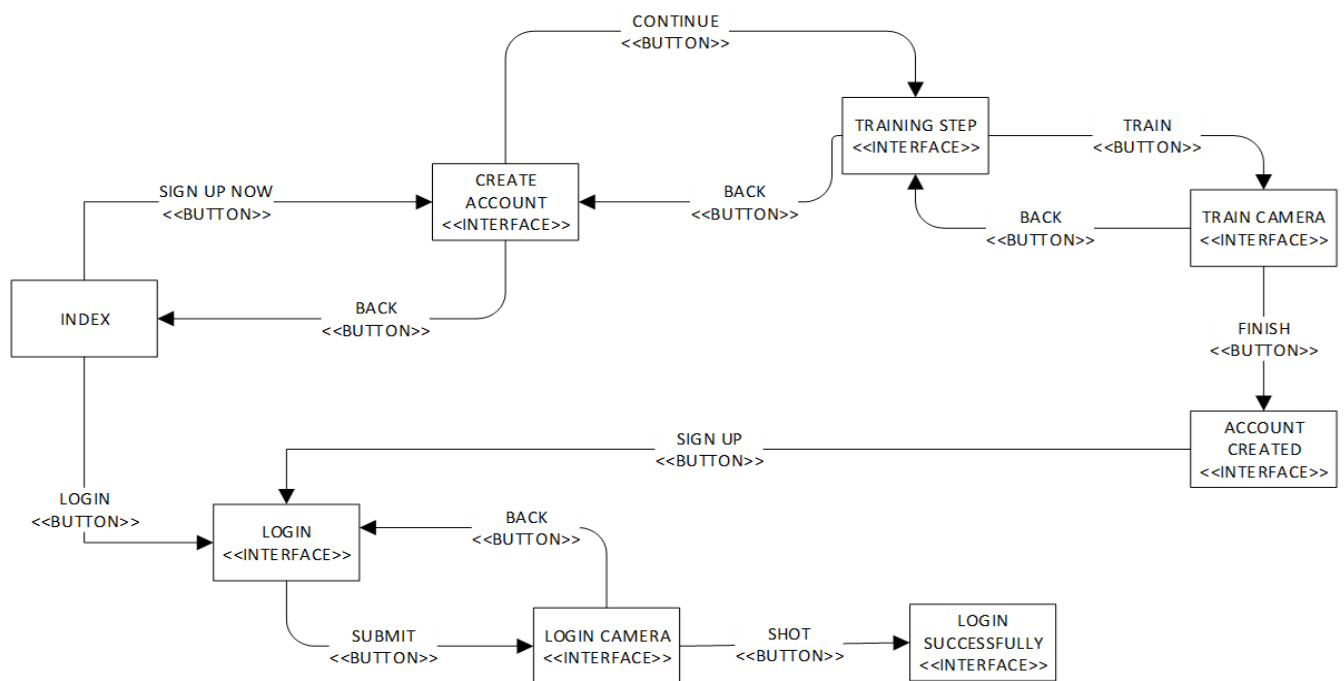 CONTINUE
<<BUTTON>>
TRAINING STEP
<<INTERFACE>>
TRAIN
<<BUTTON>>
SIGN UP NOW
<<BUTTON>>
CREATE
ACCOUNT
<<INTERFACE>>
BACK
<<BUTTON>>
BACK
<<BUTTON>>
TRAIN CAMERA
<<INTERFACE>>
INDEX
BACK
<<BUTTON>>
FINISH
<<BUTTON>>
ACCOUNT
CREATED
<<INTERFACE>>
SIGN UP
<<BUTTON>>
LOGIN
<<BUTTON>>
LOGIN
<<INTERFACE>>
BACK
<<BUTTON>>
SUBMIT
<<BUTTON>>
LOGIN CAMERA
<<INTERFACE>>
SHOT
<<BUTTON>>
LOGIN
SUCCESSFULLY
<<INTERFACE>>